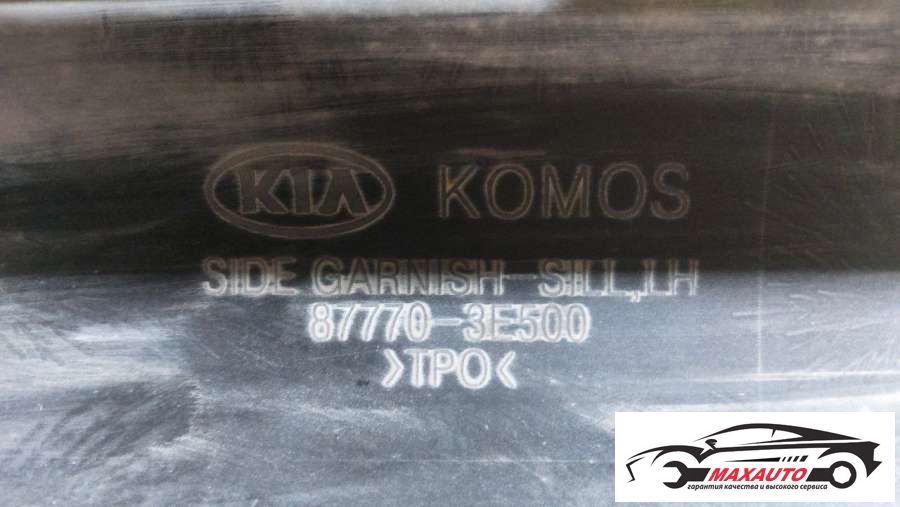 KIA KOMOS
SIDE GARNISH-SILL,LH
87770-3E500
>TPO<
MAXAUTO
гарантия качества и высокого сервиса